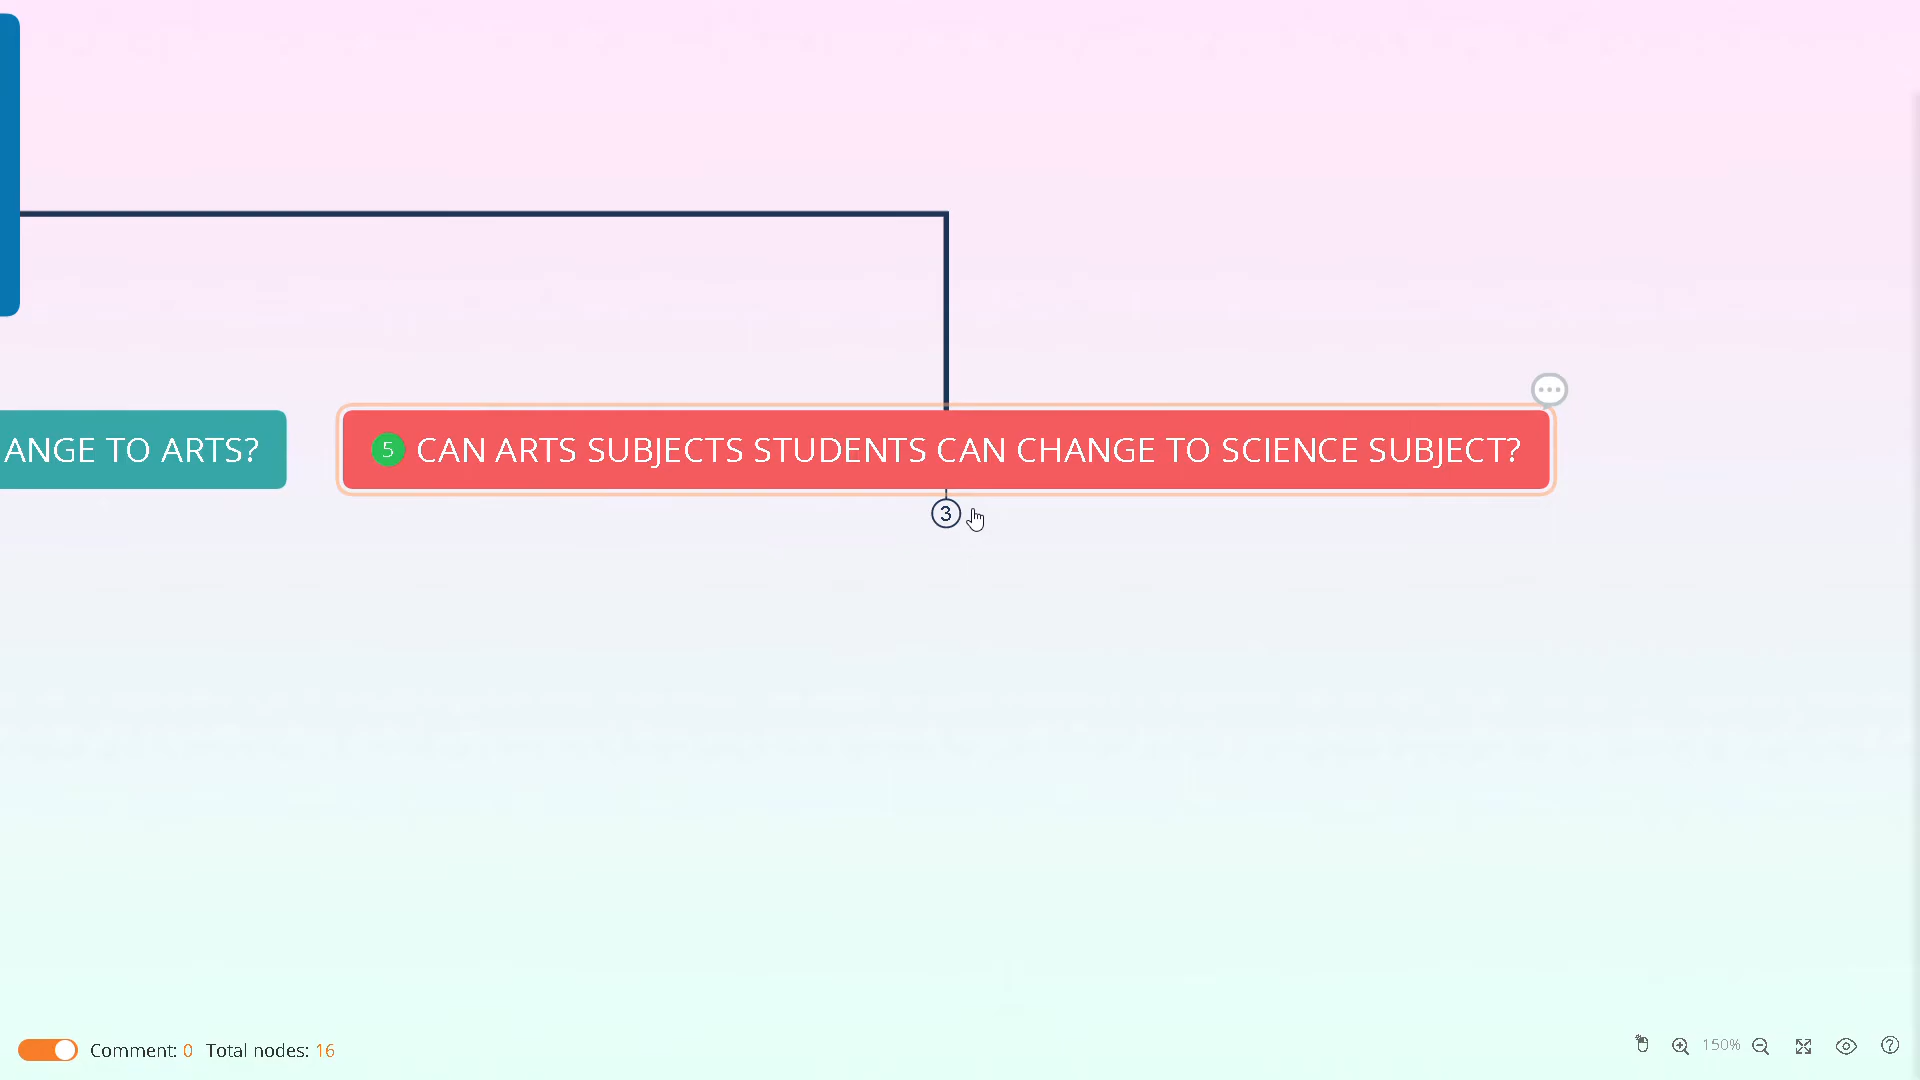 ANGE TO ARTS?
5 CAN ARTS SUBJECTS STUDENTS CAN CHANGE TO SCIENCE SUBJECT?
3
Comment: 0 Total nodes: 16
150%